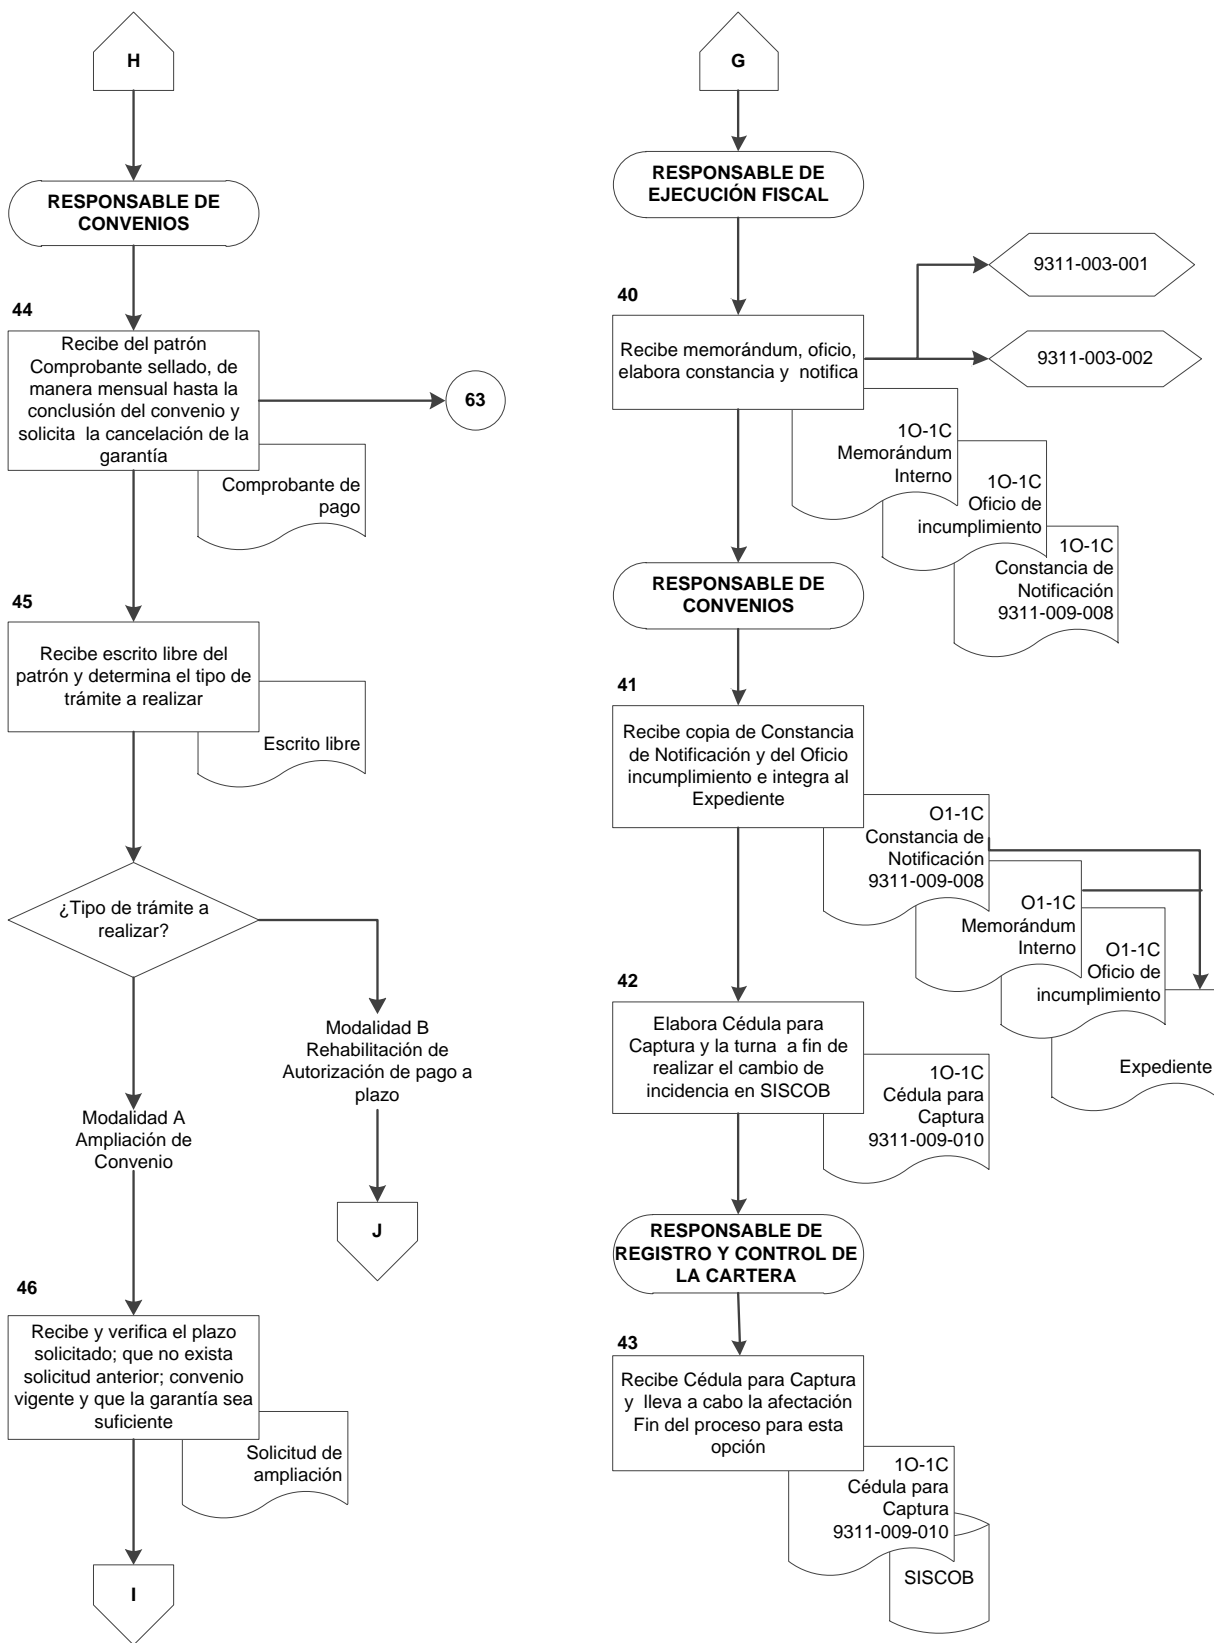 H
RESPONSABLE DE
CONVENIOS
44
Recibe del patrón
Comprobante sellado, de
manera mensual hasta la
conclusión del convenio y
solicita la cancelación de la
garantía
63
Comprobante de
pago
45
Recibe escrito libre del
patrón y determina el tipo de
trámite a realizar
Escrito libre
¿Tipo de trámite a
realizar?
Modalidad B
Rehabilitación de
Autorización de pago a
plazo
Modalidad A
Ampliación de
Convenio
J
46
Recibe y verifica el plazo
solicitado; que no exista
solicitud anterior; convenio
vigente y que la garantía sea
suficiente
Solicitud de
ampliación
I
G
RESPONSABLE DE
EJECUCIÓN FISCAL
9311-003-001
40
Recibe memorándum, oficio,
elabora constancia y notifica
9311-003-002
1O-1C
Memorándum
Interno
1O-1C
Oficio de
incumplimiento
1O-1C
Constancia de
Notificación
9311-009-008
RESPONSABLE DE
CONVENIOS
41
Recibe copia de Constancia
de Notificación y del Oficio
incumplimiento e integra al
Expediente
O1-1C
Constancia de
Notificación
9311-009-008
O1-1C
Memorándum
Interno
O1-1C
Oficio de
incumplimiento
Expediente
42
Elabora Cédula para
Captura y la turna a fin de
realizar el cambio de
incidencia en SISCOB
1O-1C
Cédula para
Captura
9311-009-010
RESPONSABLE DE
REGISTRO Y CONTROL DE
LA CARTERA
43
Recibe Cédula para Captura
y lleva a cabo la afectación
Fin del proceso para esta
opción
1O-1C
Cédula para
Captura
9311-009-010
SISCOB